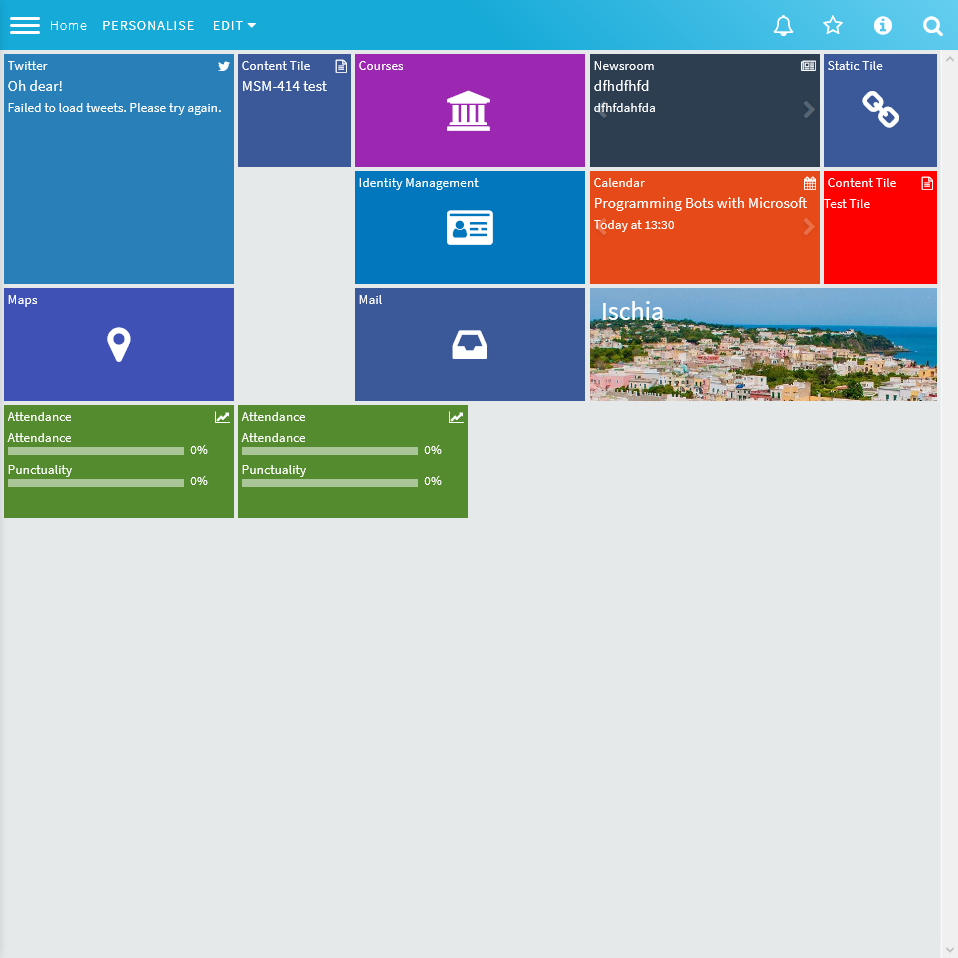 Home PERSONALISE EDIT
Twitter
Oh dear!
Failed to load tweets. Please try again.
Content Tile
MSM-414 test
Courses
Newsroom
dfhdfhfd
dfhfdahfda
Static Tile
Identity Management
Calendar
Programming Bots with Microsoft
Today at 13:30
Content Tile
Test Tile
Maps
Mail
Ischia
Attendance
Attendance
0%
Punctuality
0%
Attendance
Attendance
0%
Punctuality
0%